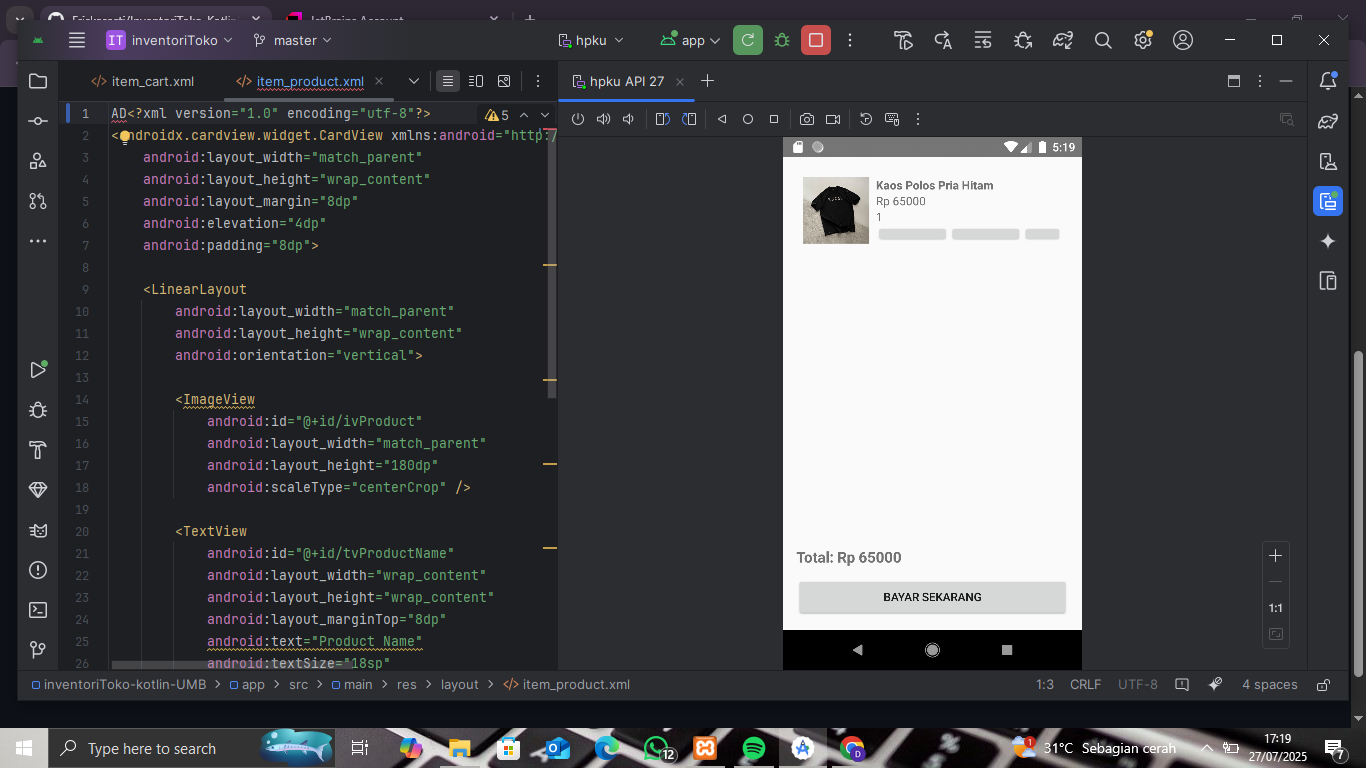 IT inventoriToko
master
hpku
app
item_cart.xml
item_product.xml
hpku API 27
1 AD<?xml version="1.0" encoding="utf-8"?>
5
2
androidx.cardview.widget.CardView xmlns:android="http:/
3 android:layout_width="match_parent"
4 android:layout_height="wrap_content"
5 android:layout_margin="8dp"
6 android:elevation="4dp"
7 android:padding="8dp">
8
9 <LinearLayout
10 android:layout_width="match_parent"
11 android:layout_height="wrap_content"
12 android:orientation="vertical">
13
14 <ImageView
15 android:id="@+id/ivProduct"
16 android:layout_width="match_parent"
17 android:layout_height="180dp"
18 android:scaleType="centerCrop" />
19
20 <TextView
21 android:id="@+id/tvProductName"
22 android:layout_width="wrap_content"
23 android:layout_height="wrap_content"
24 android:layout_marginTop="8dp"
25 android:text="Product Name"
26 android:textSize="18sp"
5:19
Kaos Polos Pria Hitam
Rp 65000
1
Total: Rp 65000
BAYAR SEKARANG
1:1
inventoriToko-kotlin-UMB > app > src > main > res > layout > item_product.xml
1:3 CRLF UTF-8 4 spaces
Type here to search
12
D
1
31°C Sebagian cerah
17:19
27/07/2025
7